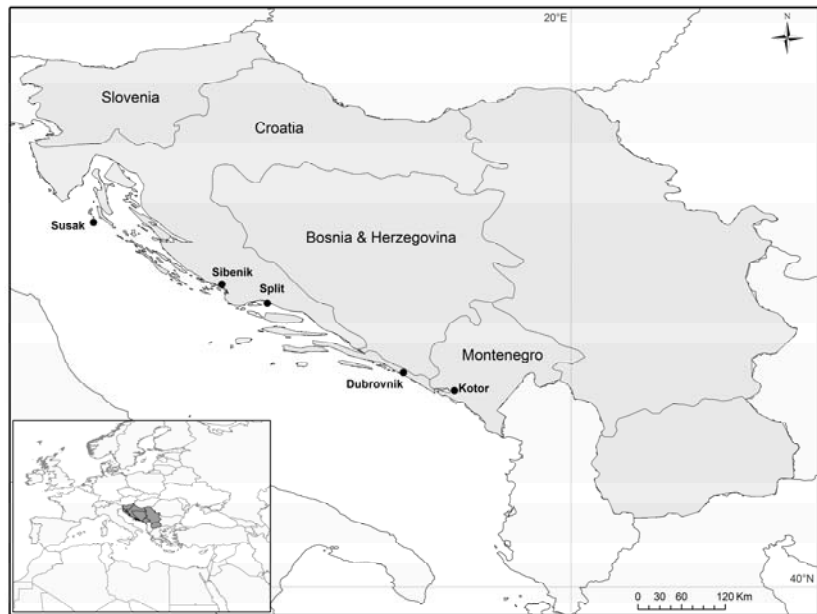 20°E
N
Slovenia
Croatia
Susak
Bosnia & Herzegovina
Sibenik
Split
Montenegro
Dubrovnik
Kotor
40°N
0 30 60 120 Km